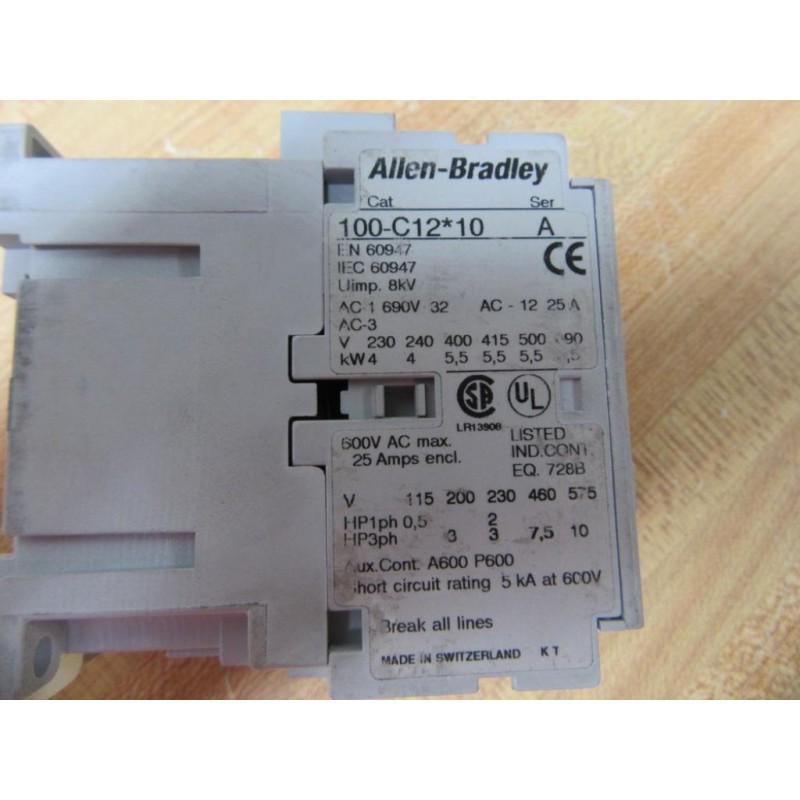 Allen-Bradley
Cat Ser
100-C12*10 A
EN 60947
IEC 60947
CE
Uimp. 8kV
AC-1 690V 32 AC - 12 25 A
AC-3
V 230 240 400 415 500 690
kW 4 4 5,5 5,5 5,5
SA UL
LR13908
600V AC max.
25 Amps encl.
LISTED
IND.CONT.
EQ. 728B
V 115 200 230 460 575
HP1ph 0,5 2
HP3ph 3 3 7,5 10
Aux.Cont. A600 P600
Short circuit rating 5 kA at 600V
Break all lines
MADE IN SWITZERLAND K T